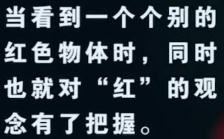 当看到一个个别的
红色物体时，同时
也就对“红”的观
念有了把握。